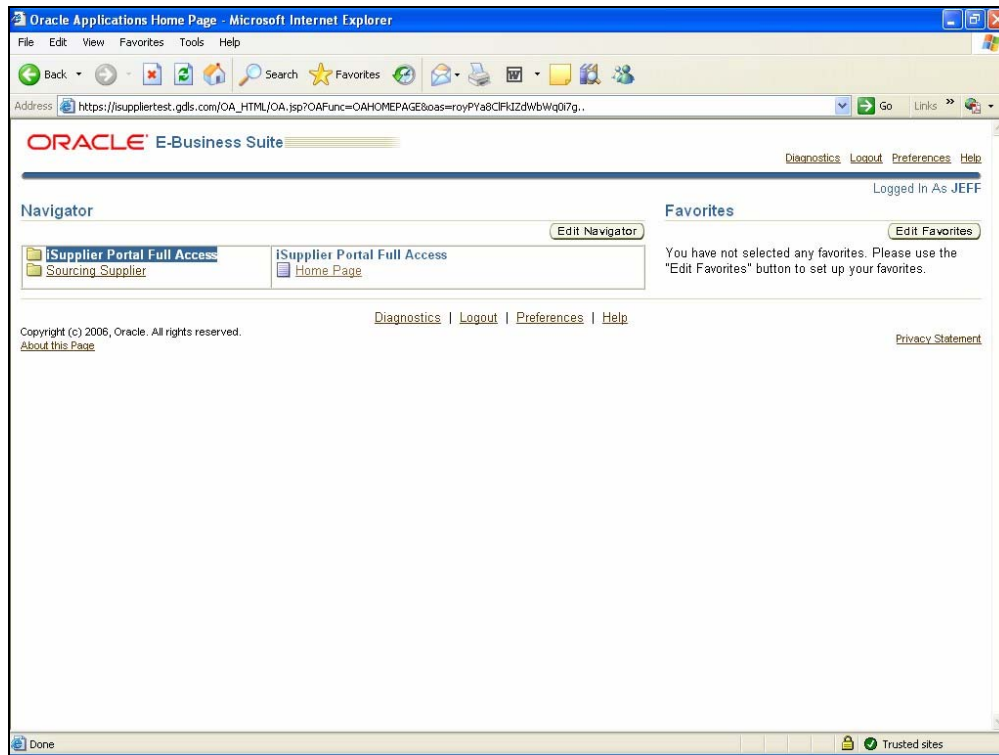 Oracle Applications Home Page - Microsoft Internet Explorer
File Edit View Favorites Tools Help
Back Search Favorites
Address https://isuppliertest.gdls.com/OA_HTML/OA.jsp?OAFunc=OAHOMEPAGE&oas=royPYa8ClFkIZdWbWq0i7g.. Go Links »
ORACLE E-Business Suite
Diagnostics Logout Preferences Help
Logged In As JEFF
Navigator
Edit Navigator
iSupplier Portal Full Access
Sourcing Supplier
iSupplier Portal Full Access
Home Page
Favorites
Edit Favorites
You have not selected any favorites. Please use the
"Edit Favorites" button to set up your favorites.
Diagnostics | Logout | Preferences | Help
Copyright (c) 2006, Oracle. All rights reserved.
About this Page
Privacy Statement
Done Trusted sites